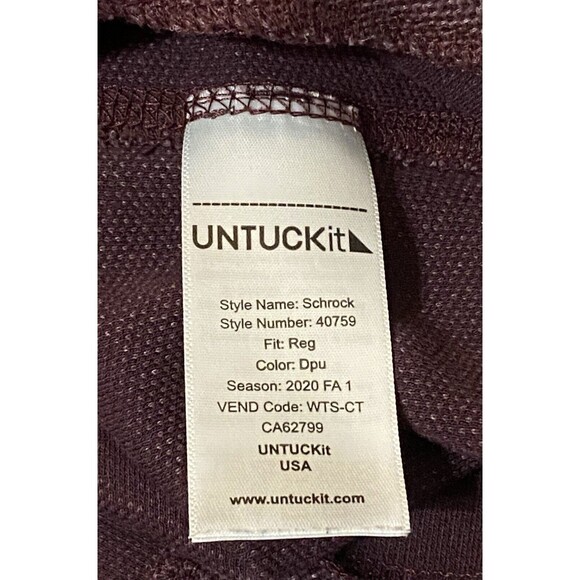 UNTUCKit
Style Name: Schrock
Style Number: 40759
Fit: Reg
Color: Dpu
Season: 2020 FA 1
VEND Code: WTS-CT
CA62799
UNTUCKit
USA
www.untuckit.com